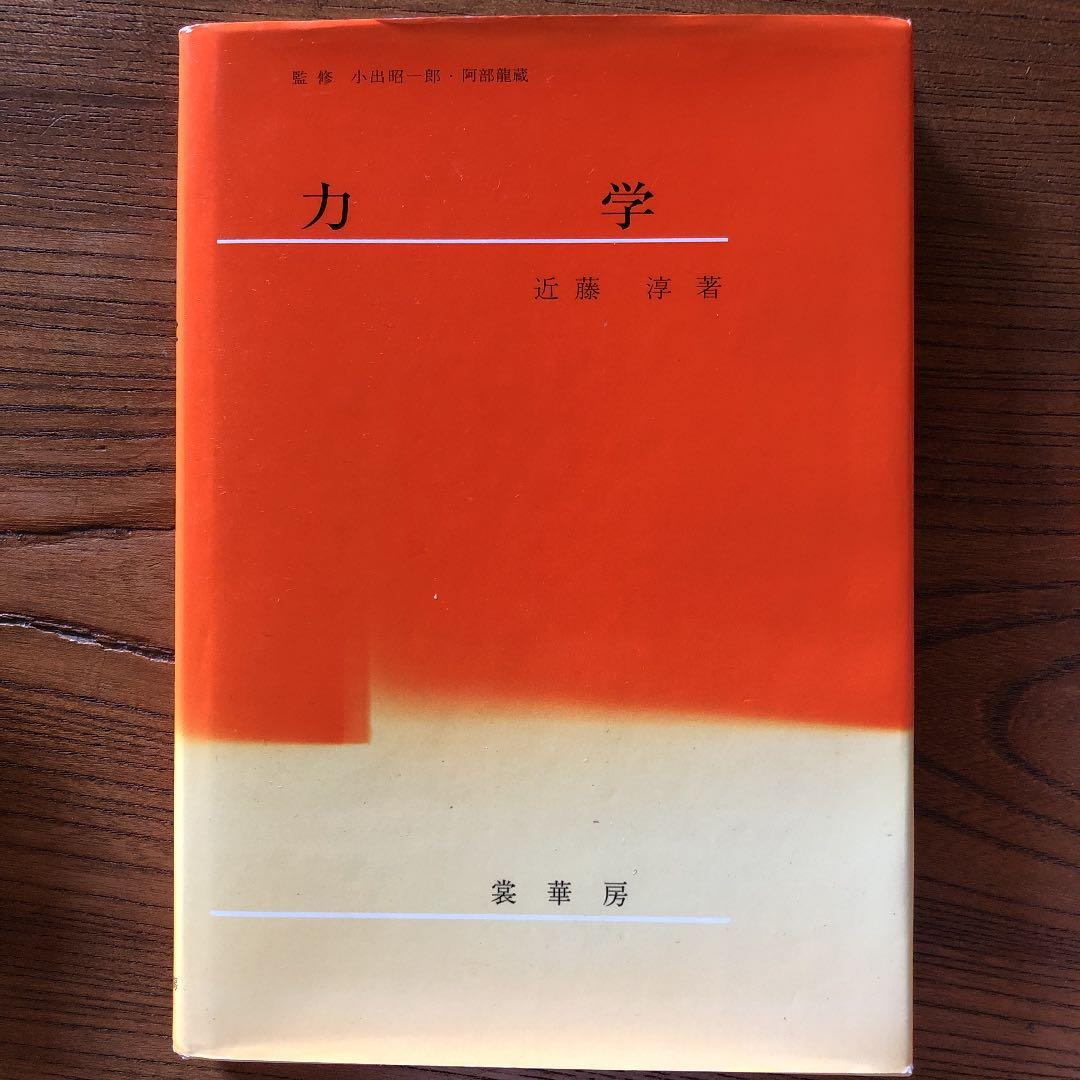 監修 小出昭一郎・阿部龍蔵
力学
近藤 淳 著
裳華房